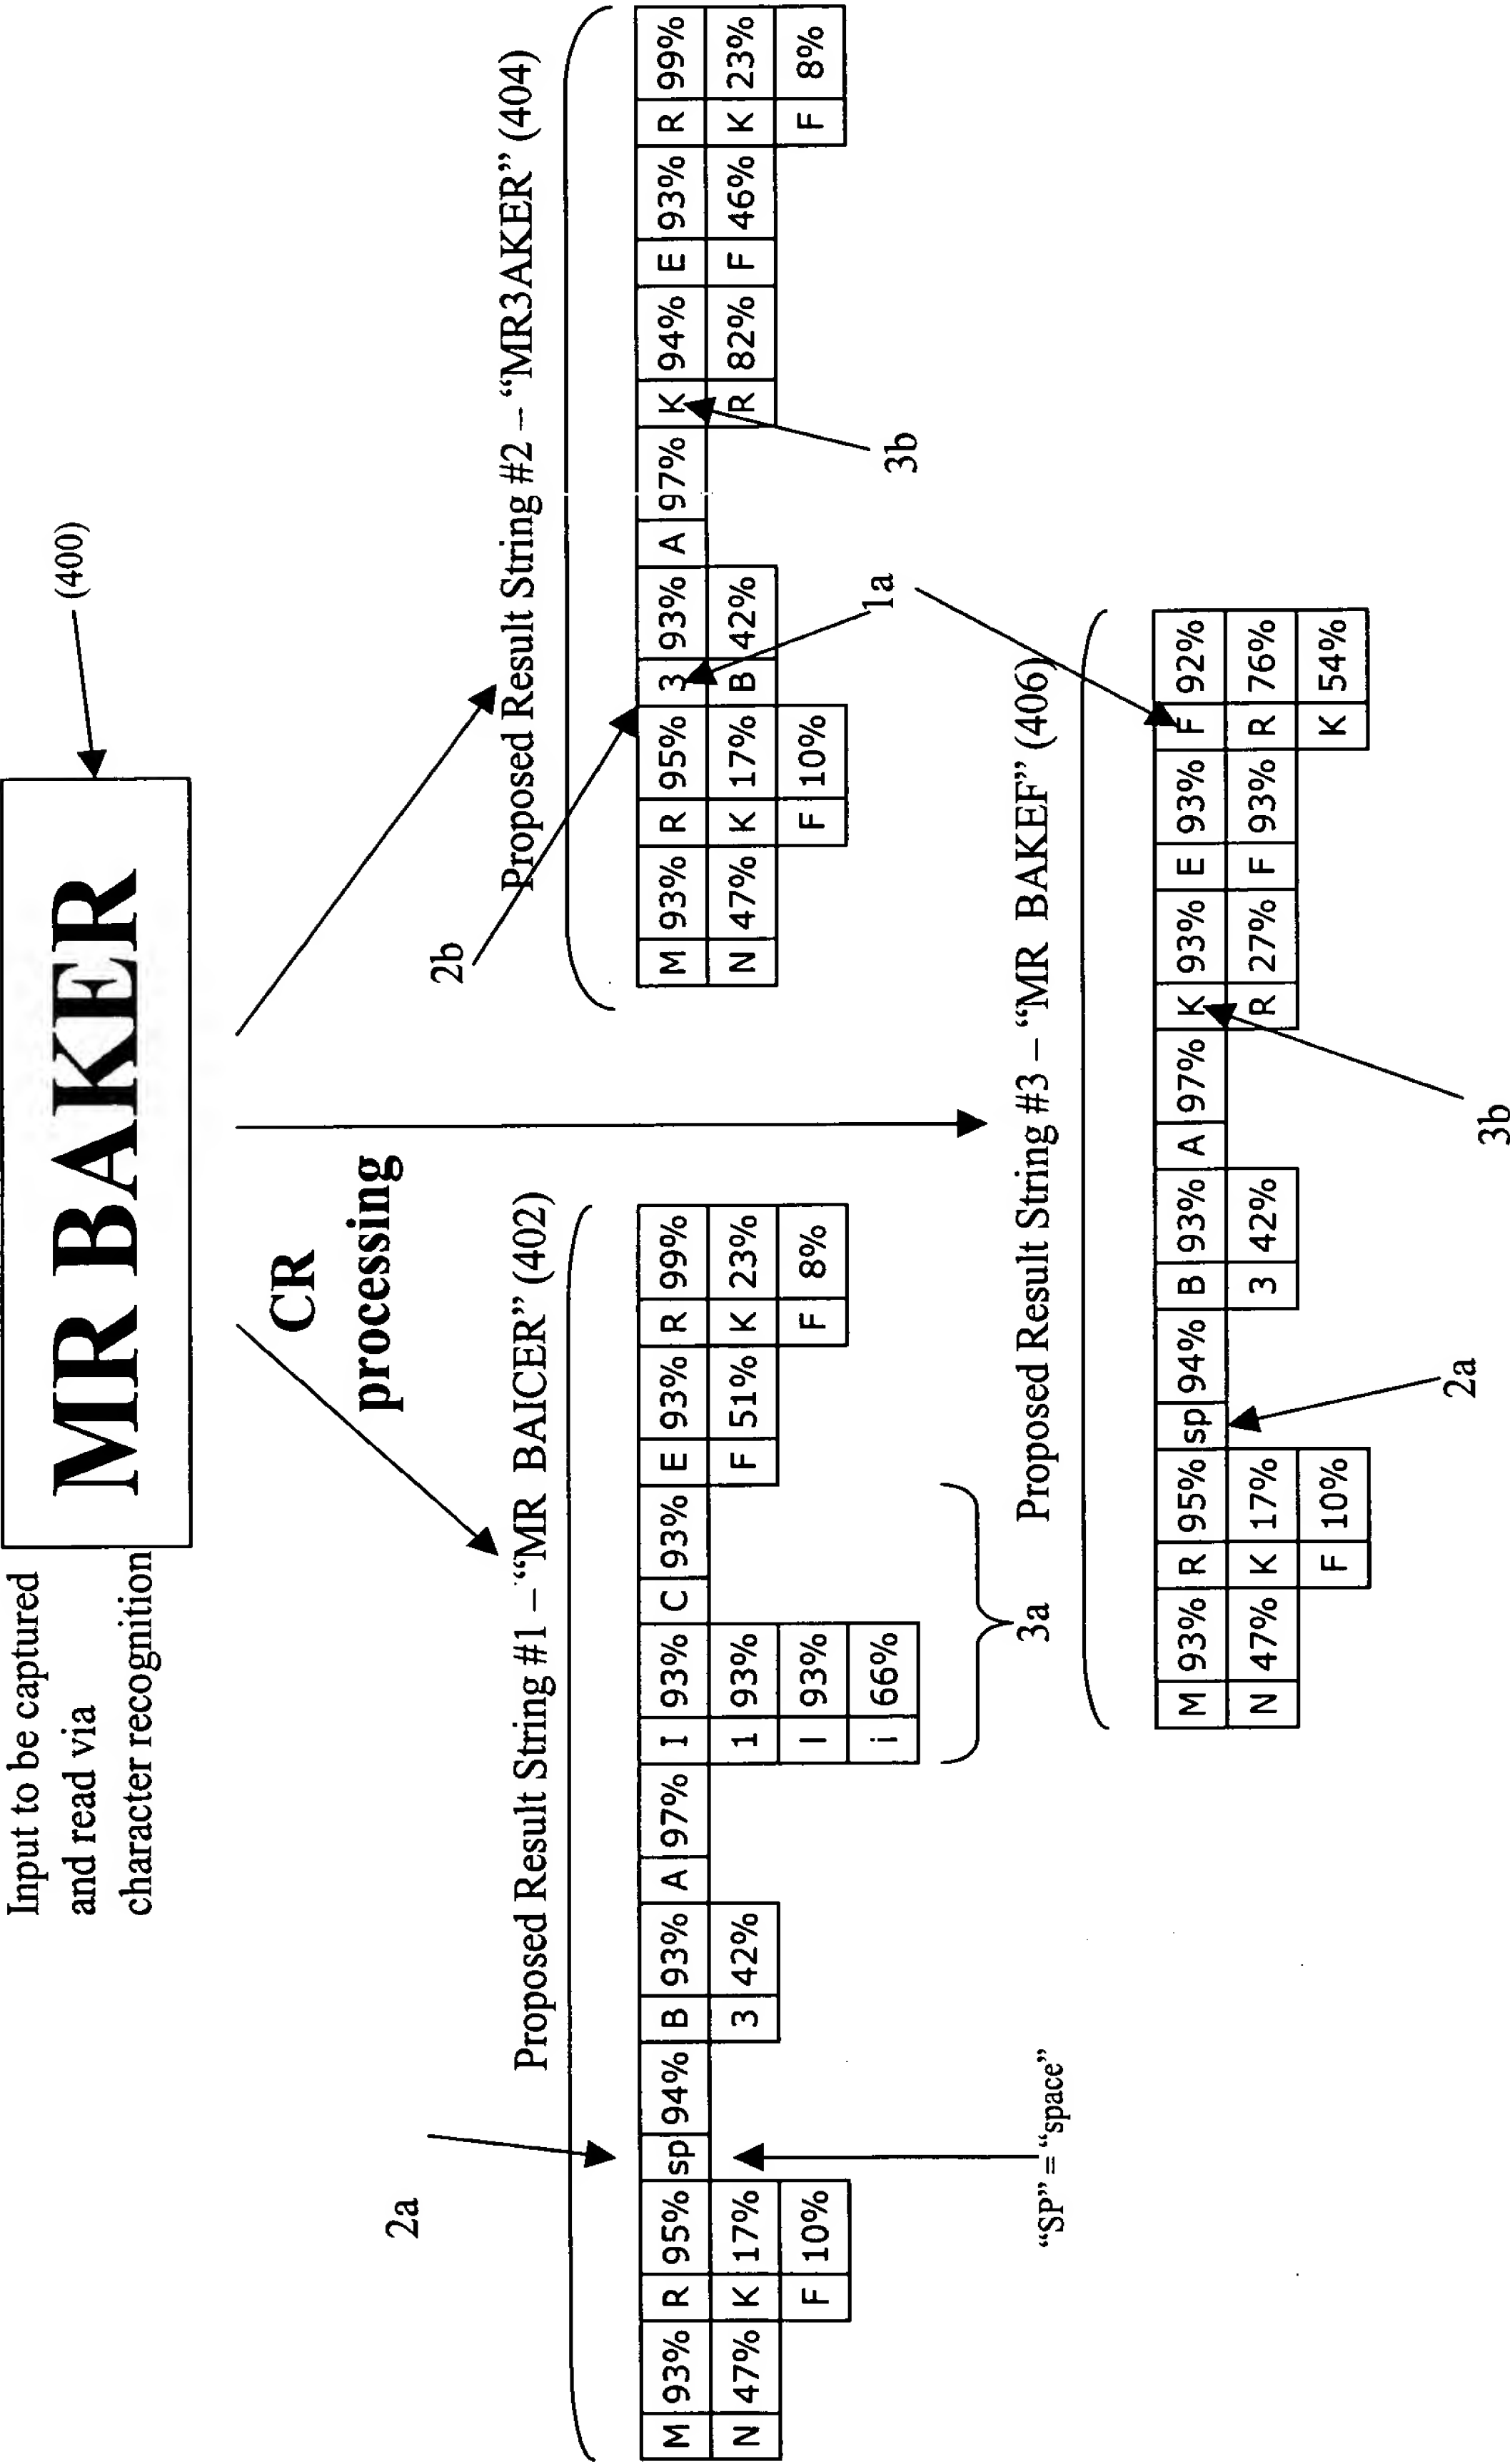 Input to be captured
and read via
character recognition
MR BAKER
(400)
CR
processing
Proposed Result String #1 – “MR BAICER” (402)
2a
M 93% R 95% sp 94% B 93% A 97% I 93% C 93% E 93% R 99%
N 47% K 17% 3 42% 1 93% F 51% K 23%
F 10% l 93% F 8%
i 66%
“SP” = “space”
3a
Proposed Result String #2 – “MR3AKER” (404)
2b
M 93% R 95% 3 93% A 97% K 94% E 93% R 99%
N 47% K 17% B 42% R 82% F 46% K 23%
F 10% F 8%
1a
3b
Proposed Result String #3 – “MR BAKEF” (406)
M 93% R 95% sp 94% B 93% A 97% K 93% E 93% F 92%
N 47% K 17% 3 42% R 27% F 93% R 76%
F 10% K 54%
2a
3b